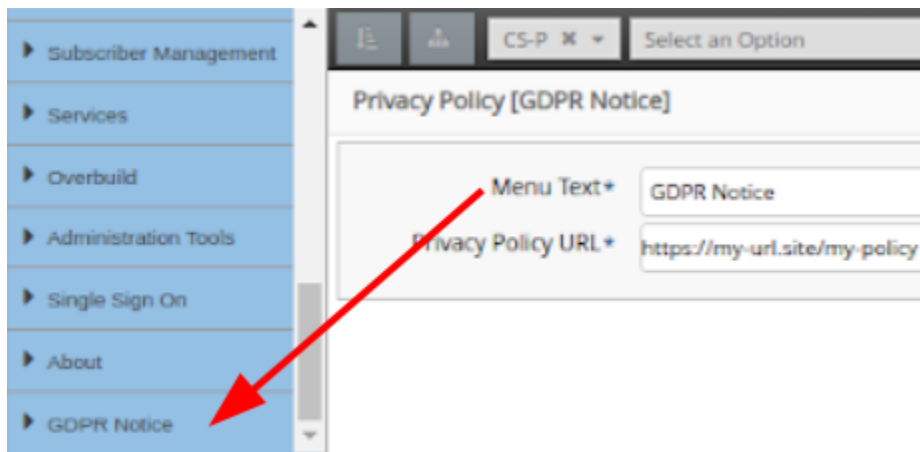 Subscriber Management
Services
Overbuild
Administration Tools
Single Sign On
About
GDPR Notice
CS-P Select an Option
Privacy Policy [GDPR Notice]
Menu Text* GDPR Notice
Privacy Policy URL* https://my-url.site/my-policy